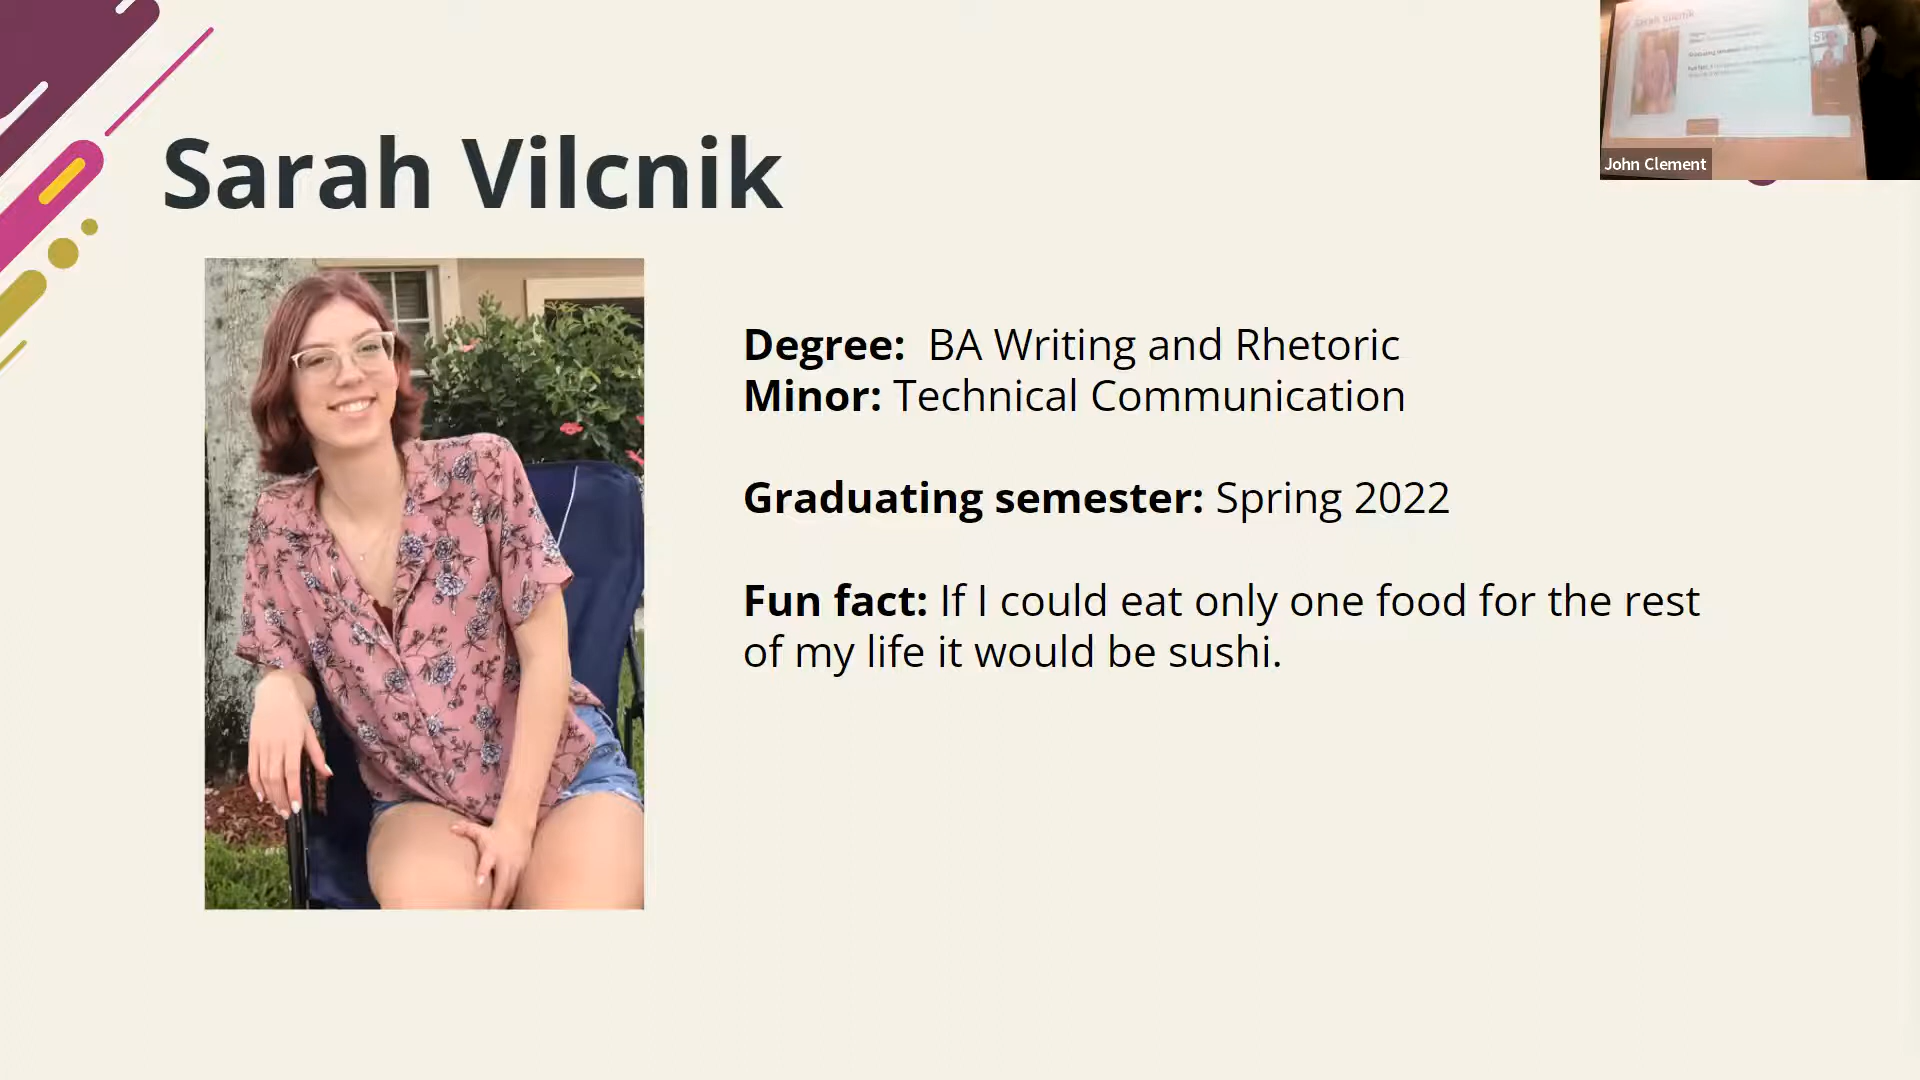 Sarah Vilcnik
John Clement
Degree: BA Writing and Rhetoric
Minor: Technical Communication
Graduating semester: Spring 2022
Fun fact: If I could eat only one food for the rest
of my life it would be sushi.